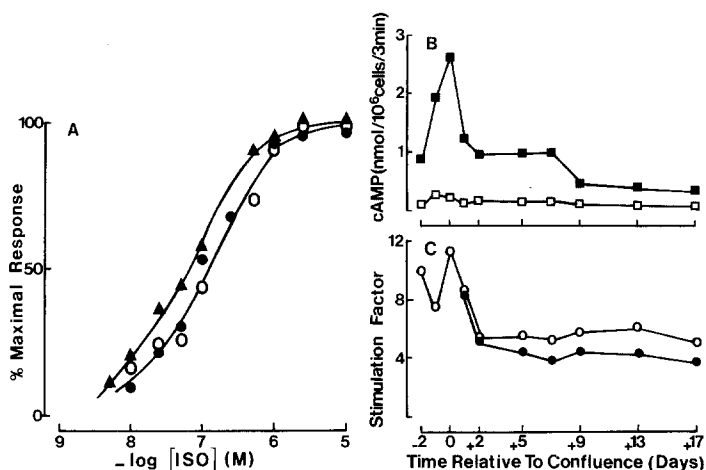 A
% Maximal Response
100
50
0
9 8 7 6 5
-log [ISO] (M)
B
cAMP(nmol/10⁶cells/3min)
3
2
1
0
C
Stimulation Factor
12
8
4
-2 0 +2 +5 +9 +13 +17
Time Relative To Confluence (Days)